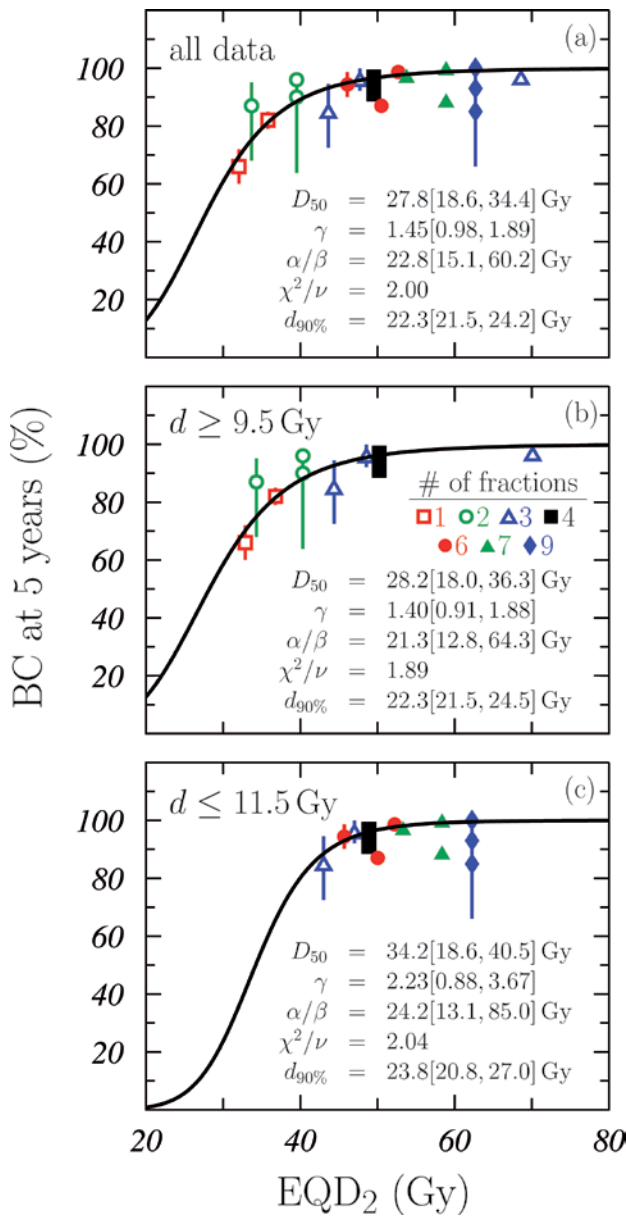 all data
(a)
100
80
60
40
20
D₅₀ = 27.8[18.6, 34.4] Gy
γ = 1.45[0.98, 1.89]
α/β = 22.8[15.1, 60.2] Gy
χ²/ν = 2.00
d₉₀% = 22.3[21.5, 24.2] Gy
BC at 5 years (%)
d ≥ 9.5 Gy
(b)
100
80
60
40
20
# of fractions
1 2 3 4
6 7 9
D₅₀ = 28.2[18.0, 36.3] Gy
γ = 1.40[0.91, 1.88]
α/β = 21.3[12.8, 64.3] Gy
χ²/ν = 1.89
d₉₀% = 22.3[21.5, 24.5] Gy
d ≤ 11.5 Gy
(c)
100
80
60
40
20
D₅₀ = 34.2[18.6, 40.5] Gy
γ = 2.23[0.88, 3.67]
α/β = 24.2[13.1, 85.0] Gy
χ²/ν = 2.04
d₉₀% = 23.8[20.8, 27.0] Gy
20 40 60 80
EQD₂ (Gy)